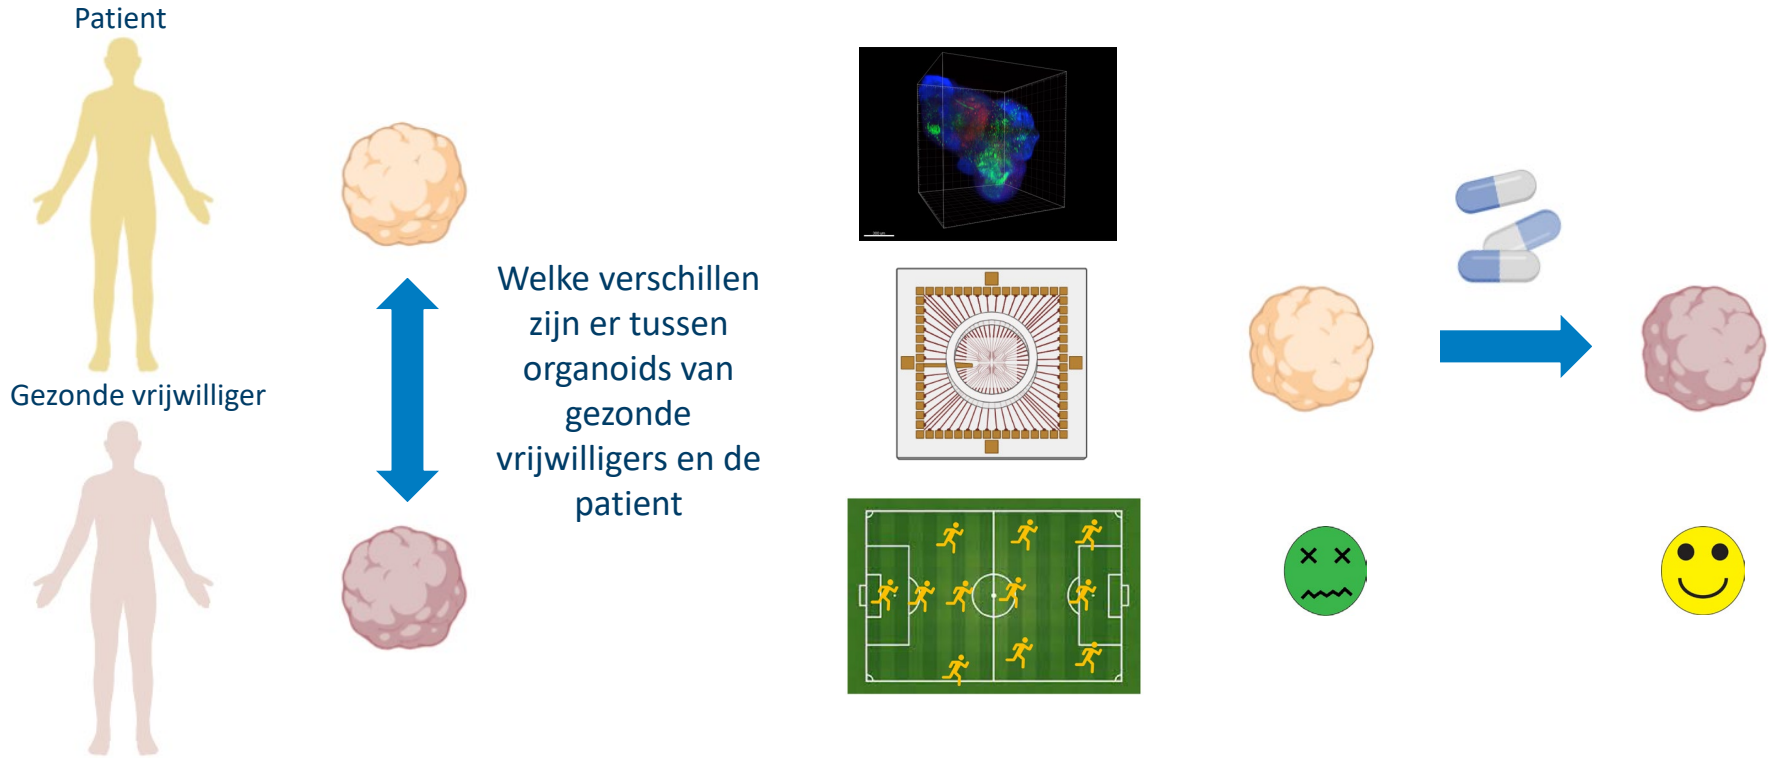 Patient
Gezonde vrijwilliger
Welke verschillen
zijn er tussen
organoids van
gezonde
vrijwilligers en de
patient